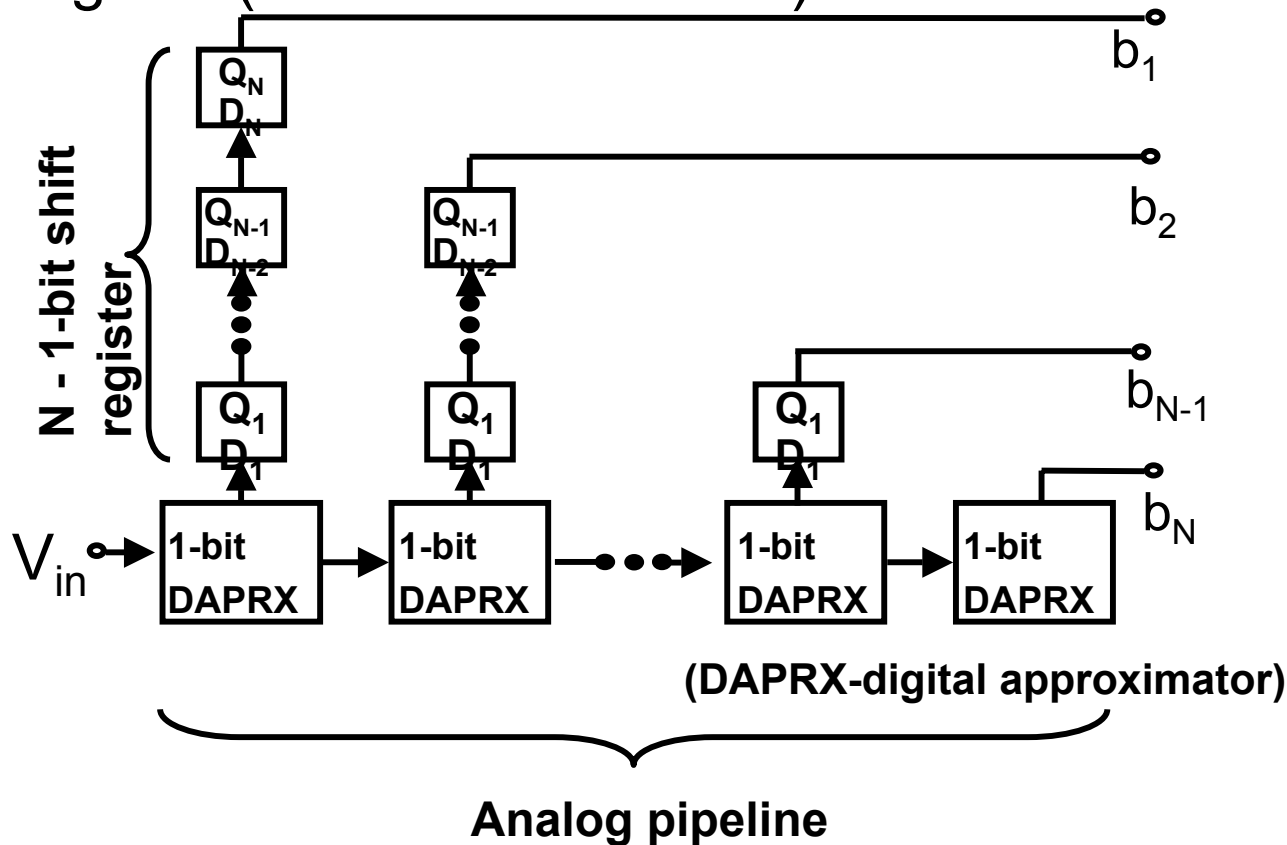 b1
QN
DN
QN-1
DN-2
QN-1
DN-2
b2
N - 1-bit shift
register
Q1
D1
Q1
D1
Q1
D1
bN-1
bN
Vin
1-bit
DAPRX
1-bit
DAPRX
1-bit
DAPRX
1-bit
DAPRX
(DAPRX-digital approximator)
Analog pipeline